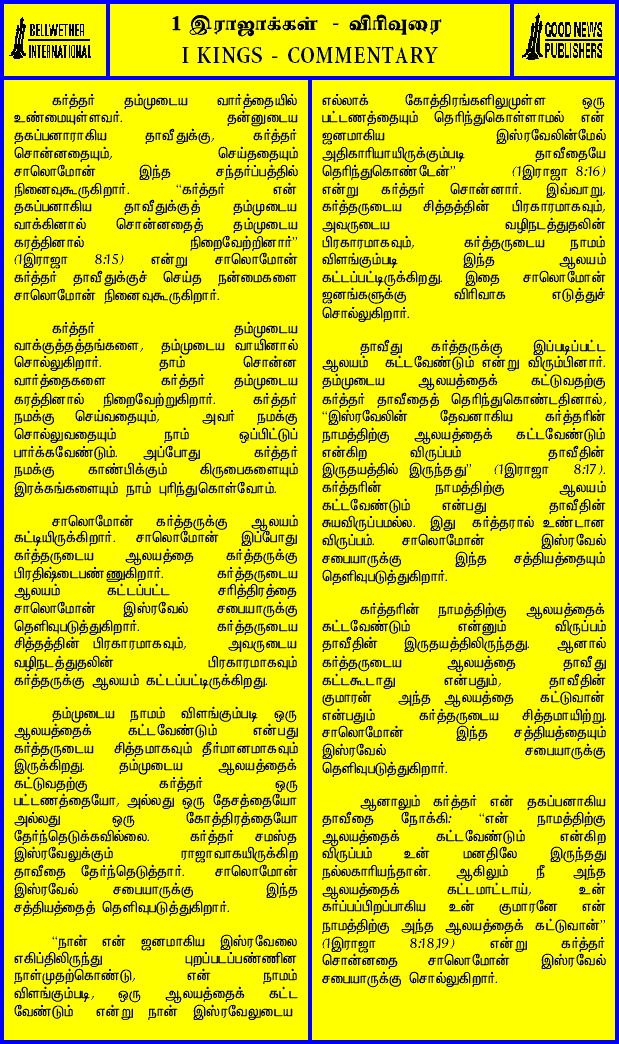 BELLWETHER
INTERNATIONAL
1 இராஜாக்கள் - விரிவுரை
I KINGS - COMMENTARY
GOOD NEWS
PUBLISHERS
கர்த்தர் தம்முடைய வார்த்தையில்
உண்மையுள்ளவர். தன்னுடைய
தகப்பனாராகிய தாவீதுக்கு, கர்த்தர்
சொன்னதையும், செய்ததையும்
சாலொமோன் இந்த சந்தர்ப்பத்தில்
நினைவுகூருகிறார். “கர்த்தர் என்
தகப்பனாகிய தாவீதுக்குத் தம்முடைய
வாக்கினால் சொன்னதைத் தம்முடைய
கரத்தினால் நிறைவேற்றினார்”
(1இராஜா 8:15) என்று சாலொமோன்
கர்த்தர் தாவீதுக்குச் செய்த நன்மைகளை
சாலொமோன் நினைவுகூருகிறார்.
கர்த்தர் தம்முடைய
வாக்குத்தத்தங்களை, தம்முடைய வாயினால்
சொல்லுகிறார். தாம் சொன்ன
வார்த்தைகளை கர்த்தர் தம்முடைய
கரத்தினால் நிறைவேற்றுகிறார். கர்த்தர்
நமக்கு செய்வதையும், அவர் நமக்கு
சொல்லுவதையும் நாம் ஒப்பிட்டுப்
பார்க்கவேண்டும். அப்போது கர்த்தர்
நமக்கு காண்பிக்கும் கிருபைகளையும்
இரக்கங்களையும் நாம் புரிந்துகொள்வோம்.
சாலொமோன் கர்த்தருக்கு ஆலயம்
கட்டியிருக்கிறார். சாலொமோன் இப்போது
கர்த்தருடைய ஆலயத்தை கர்த்தருக்கு
பிரதிஷ்டைபண்ணுகிறார். கர்த்தருடைய
ஆலயம் கட்டப்பட்ட சரித்திரத்தை
சாலொமோன் இஸ்ரவேல் சபையாருக்கு
தெளிவுபடுத்துகிறார். கர்த்தருடைய
சித்தத்தின் பிரகாரமாகவும், அவருடைய
வழிநடத்துதலின் பிரகாரமாகவும்
கர்த்தருக்கு ஆலயம் கட்டப்பட்டிருக்கிறது.
தம்முடைய நாமம் விளங்கும்படி ஒரு
ஆலயத்தைக் கட்டவேண்டும் என்பது
கர்த்தருடைய சித்தமாகவும் தீர்மானமாகவும்
இருக்கிறது. தம்முடைய ஆலயத்தைக்
கட்டுவதற்கு கர்த்தர் ஒரு
பட்டணத்தையோ, அல்லது ஒரு தேசத்தையோ
அல்லது ஒரு கோத்திரத்தையோ
தேர்ந்தெடுக்கவில்லை. கர்த்தர் சமஸ்த
இஸ்ரவேலுக்கும் ராஜாவாகயிருக்கிற
தாவீதை தேர்ந்தெடுத்தார். சாலொமோன்
இஸ்ரவேல் சபையாருக்கு இந்த
சத்தியத்தைத் தெளிவுபடுத்துகிறார்.
“நான் என் ஜனமாகிய இஸ்ரவேலை
எகிப்திலிருந்து புறப்படப்பண்ணின
நாள்முதற்கொண்டு, என் நாமம்
விளங்கும்படி, ஒரு ஆலயத்தைக் கட்ட
வேண்டும் என்று நான் இஸ்ரவேலுடைய
எல்லாக் கோத்திரங்களிலுமுள்ள ஒரு
பட்டணத்தையும் தெரிந்துகொள்ளாமல் என்
ஜனமாகிய இஸ்ரவேலின்மேல்
அதிகாரியாயிருக்கும்படி தாவீதையே
தெரிந்துகொண்டேன்” (1இராஜா 8:16)
என்று கர்த்தர் சொன்னார். இவ்வாறு,
கர்த்தருடைய சித்தத்தின் பிரகாரமாகவும்,
அவருடைய வழிநடத்துதலின்
பிரகாரமாகவும், கர்த்தருடைய நாமம்
விளங்கும்படி இந்த ஆலயம்
கட்டப்பட்டிருக்கிறது. இதை சாலொமோன்
ஜனங்களுக்கு விரிவாக எடுத்துச்
சொல்லுகிறார்.
தாவீது கர்த்தருக்கு இப்படிப்பட்ட
ஆலயம் கட்டவேண்டும் என்று விரும்பினார்.
தம்முடைய ஆலயத்தைக் கட்டுவதற்கு
கர்த்தர் தாவீதைத் தெரிந்துகொண்டதினால்,
“இஸ்ரவேலின் தேவனாகிய கர்த்தரின்
நாமத்திற்கு ஆலயத்தைக் கட்டவேண்டும்
என்கிற விருப்பம் தாவீதின்
இருதயத்தில் இருந்தது” (1இராஜா 8:17).
கர்த்தரின் நாமத்திற்கு ஆலயம்
கட்டவேண்டும் என்பது தாவீதின்
சுயவிருப்பமல்ல. இது கர்த்தரால் உண்டான
விருப்பம். சாலொமோன் இஸ்ரவேல்
சபையாருக்கு இந்த சத்தியத்தையும்
தெளிவுபடுத்துகிறார்.
கர்த்தரின் நாமத்திற்கு ஆலயத்தைக்
கட்டவேண்டும் என்னும் விருப்பம்
தாவீதின் இருதயத்திலிருந்தது. ஆனால்
கர்த்தருடைய ஆலயத்தை தாவீது
கட்டகூடாது என்பதும், தாவீதின்
குமாரன் அந்த ஆலயத்தை கட்டுவான்
என்பதும் கர்த்தருடைய சித்தமாயிற்று.
சாலொமோன் இந்த சத்தியத்தையும்
இஸ்ரவேல் சபையாருக்கு
தெளிவுபடுத்துகிறார்.
ஆனாலும் கர்த்தர் என் தகப்பனாகிய
தாவீதை நோக்கி: “என் நாமத்திற்கு
ஆலயத்தைக் கட்டவேண்டும் என்கிற
விருப்பம் உன் மனதிலே இருந்தது
நல்லகாரியந்தான். ஆகிலும் நீ அந்த
ஆலயத்தைக் கட்டமாட்டாய், உன்
கர்ப்பப்பிறப்பாகிய உன் குமாரனே என்
நாமத்திற்கு அந்த ஆலயத்தைக் கட்டுவான்”
(1இராஜா 8:18,19) என்று கர்த்தர்
சொன்னதை சாலொமோன் இஸ்ரவேல்
சபையாருக்கு சொல்லுகிறார்.